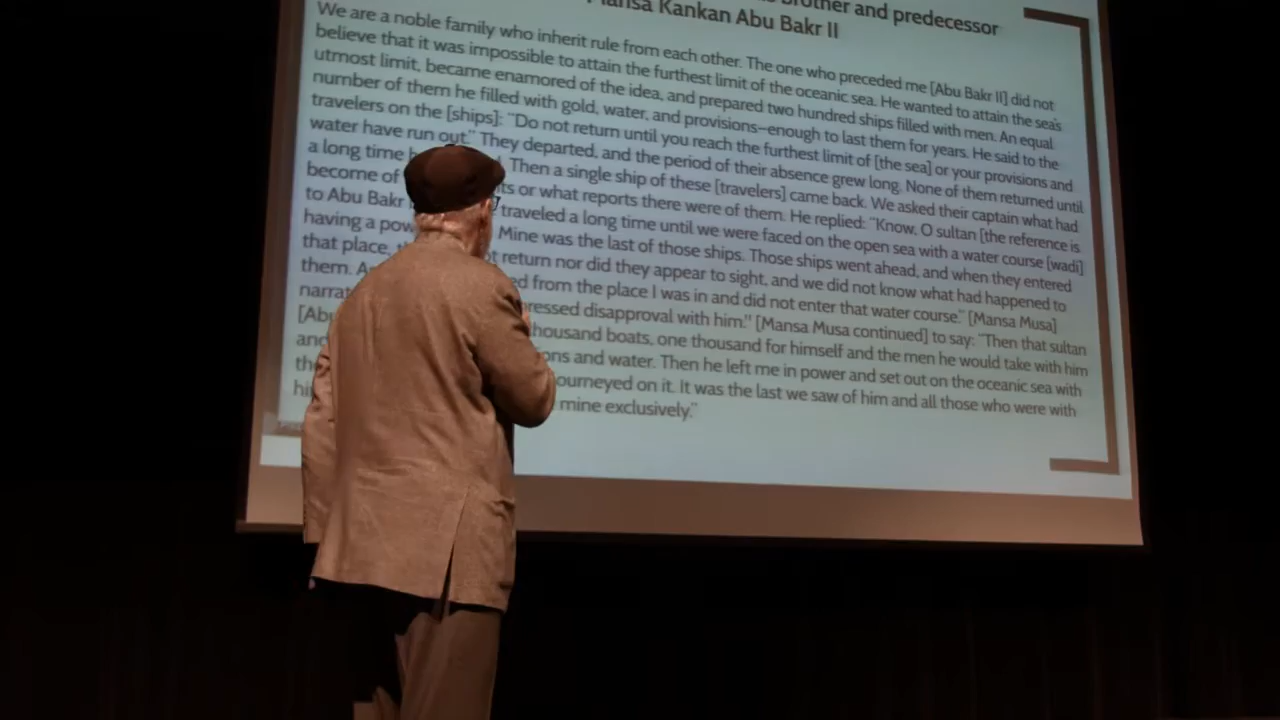 brother and predecessor
Mansa Kankan Abu Bakr II
We are a noble family who inherit rule from each other. The one who preceded me [Abu Bakr II] did not
believe that it was impossible to attain the furthest limit of the oceanic sea. He wanted to attain the sea's
utmost limit, became enamored of the idea, and prepared two hundred ships filled with men. An equal
number of them he filled with gold, water, and provisions—enough to last them for years. He said to the
travelers on the [ships]: "Do not return until you reach the furthest limit of [the sea] or your provisions and
water have run out." They departed, and the period of their absence grew long. None of them returned until
a long time Then a single ship of these [travelers] came back. We asked their captain what had
become of or what reports there were of them. He replied: "Know, O sultan [the reference is
to Abu Bakr traveled a long time until we were faced on the open sea with a water course [wadi]
having a Mine was the last of those ships. Those ships went ahead, and when they entered
that place, return nor did they appear to sight, and we did not know what had happened to
them. from the place I was in and did not enter that water course." [Mansa Musa]
disapproval with him." [Mansa Musa continued] to say: "Then that sultan
boats, one thousand for himself and the men he would take with him
and water. Then he left me in power and set out on the oceanic sea with
on it. It was the last we saw of him and all those who were with
mine exclusively."